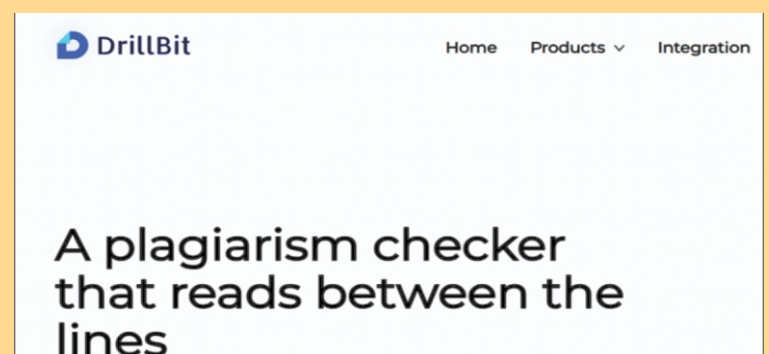 DrillBit
Home Products Integration
A plagiarism checker
that reads between the
lines